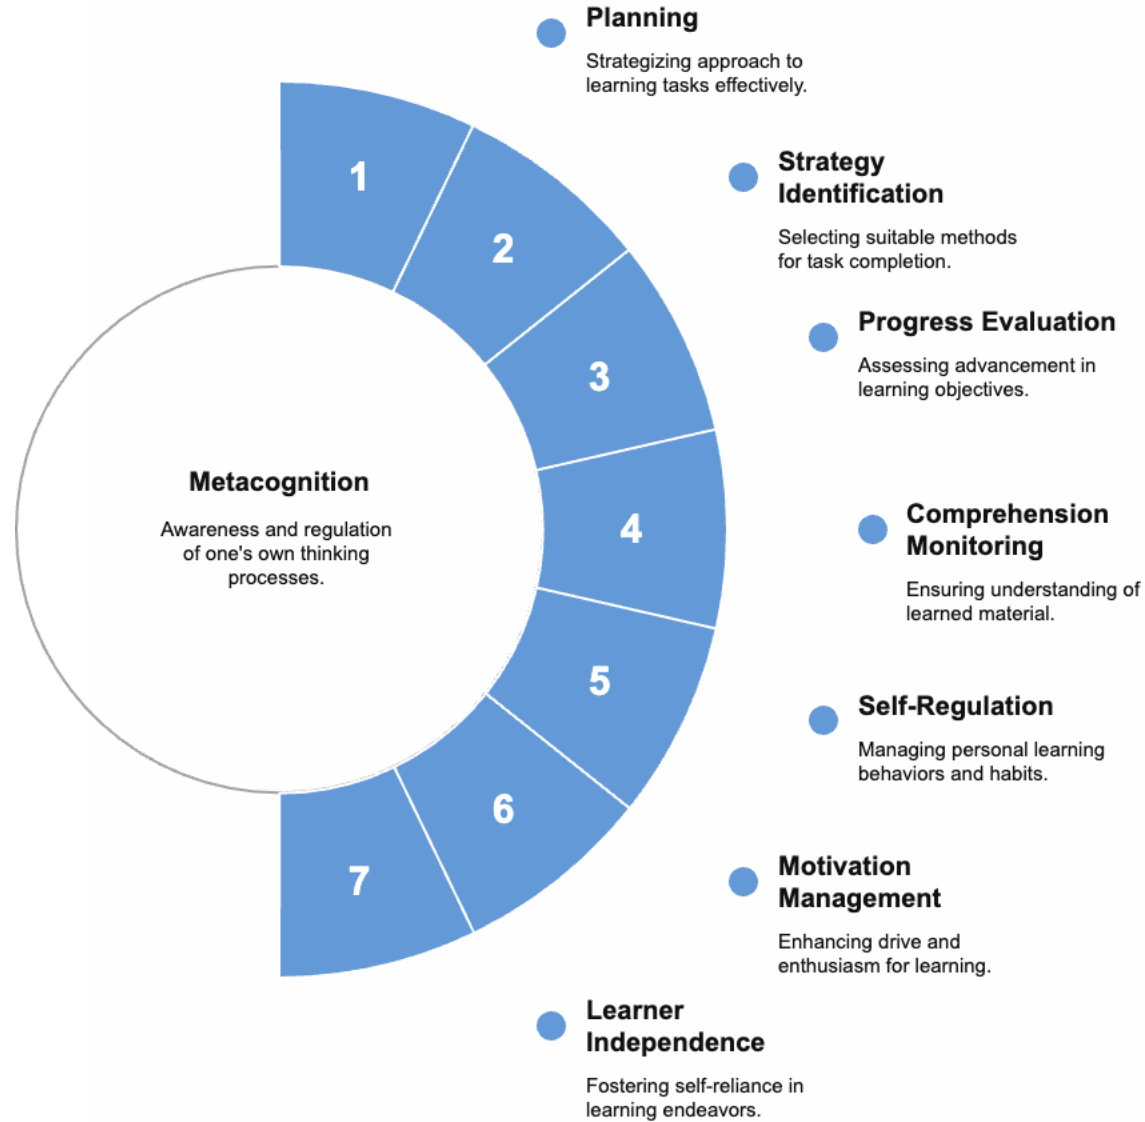 Planning
Strategizing approach to
learning tasks effectively.
1
Strategy
Identification
Selecting suitable methods
for task completion.
2
Progress Evaluation
Assessing advancement in
learning objectives.
3
Metacognition
Awareness and regulation
of one's own thinking
processes.
4
Comprehension
Monitoring
Ensuring understanding of
learned material.
5
Self-Regulation
Managing personal learning
behaviors and habits.
6
Motivation
Management
Enhancing drive and
enthusiasm for learning.
7
Learner
Independence
Fostering self-reliance in
learning endeavors.